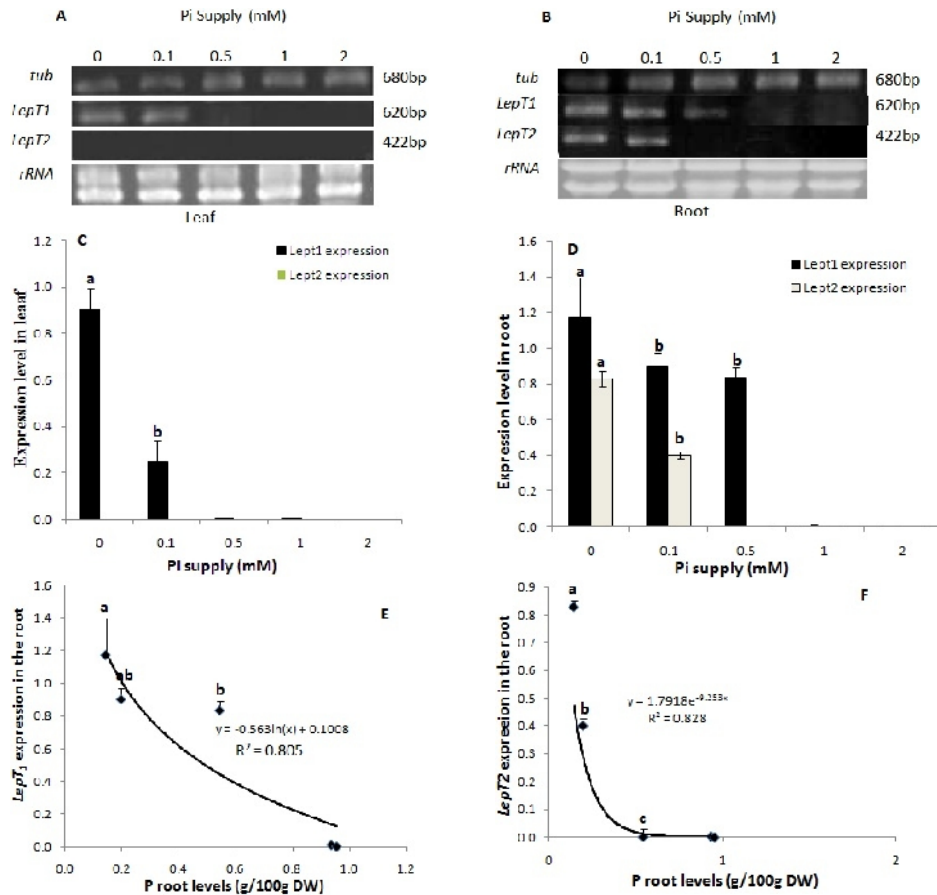 A
Pi Supply (mM)
0 0.1 0.5 1 2
tub 680bp
LepT1 620bp
LepT2 422bp
rRNA
Leaf
B
Pi Supply (mM)
0 0.1 0.5 1 2
tub 680bp
LepT1 620bp
LepT2 422bp
rRNA
Root
C
Lept1 expression
Lept2 expression
Expression level in leaaf
1.2
1.0
0.8
0.6
0.4
0.2
0.0
a
b
0 0.1 0.5 1 2
PI supply (mM)
D
Lept1 expression
Lept2 expression
Expression level in root
1.6
1.4
1.2
1.0
0.8
0.6
0.4
0.2
0.0
a
a
b
b
b
0 0.1 0.5 1 2
Pi supply (mM)
E
LepT1 expression in the root
1.6
1.4
1.2
1.0
0.8
0.6
0.4
0.2
0.0
a
ab
b
y = -0.563ln(x) + 0.1008
R² = 0.805
0.0 0.2 0.4 0.6 0.8 1.0 1.2
P root levels (g/100g DW)
F
LepT2 expreeion in the root
0.9
0.8
0.7
0.6
0.5
0.4
0.3
0.2
0.1
0.0
a
b
c
R² = 0.828
0 1 2
P root levels (g/100g DW)